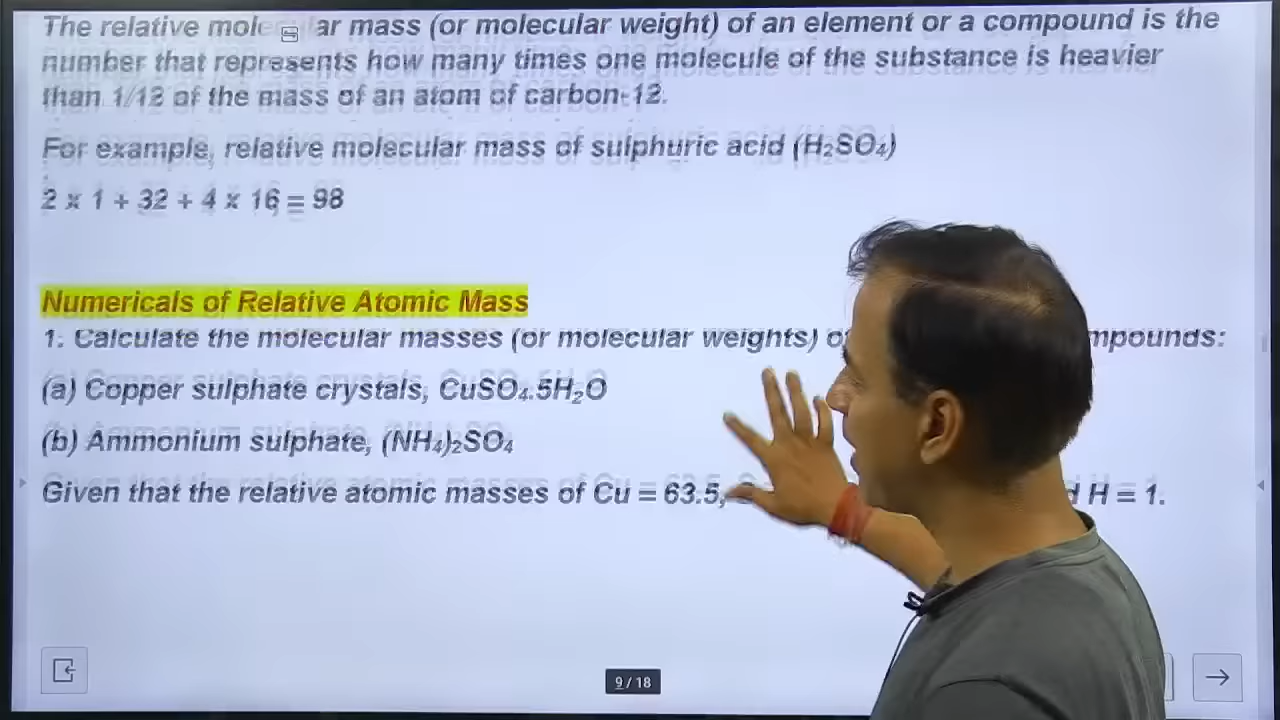 The relative mole ar mass (or molecular weight) of an element or a compound is the
number that represents how many times one molecule of the substance is heavier
than 1/12 of the mass of an atom of carbon-12.
For example, relative molecular mass of sulphuric acid (H₂SO₄)
2 x 1 + 32 + 4 x 16 = 98
Numericals of Relative Atomic Mass
1. Calculate the molecular masses (or molecular weights) mpounds:
(a) Copper sulphate crystals, CuSO₄.5H₂O
(b) Ammonium sulphate, (NH₄)₂SO₄
Given that the relative atomic masses of Cu = 63.5, H = 1.
9 / 18